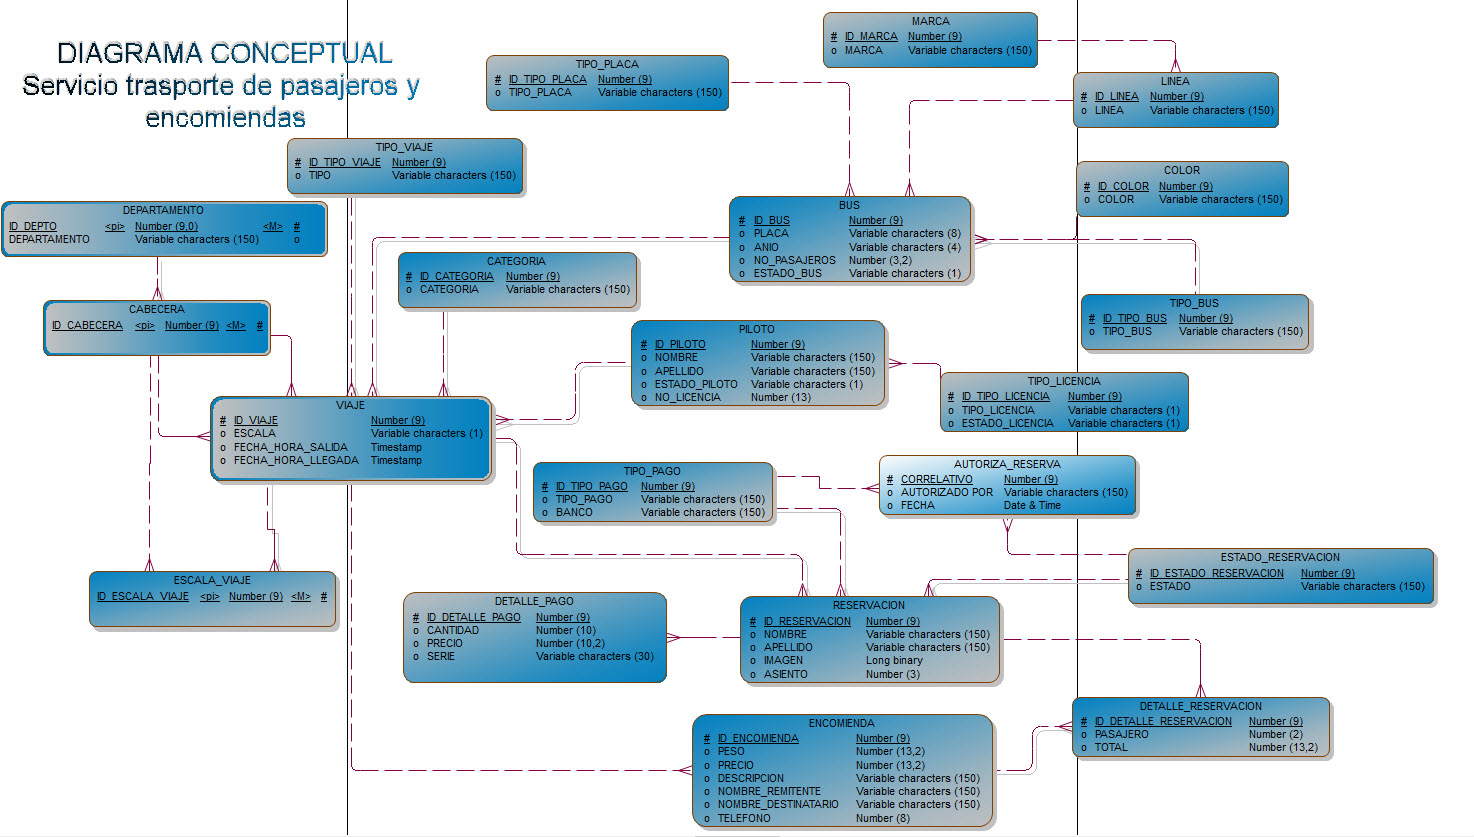 DIAGRAMA CONCEPTUAL
Servicio trasporte de pasajeros y
encomiendas
MARCA
# ID_MARCA Number (9)
o MARCA Variable characters (150)
TIPO_PLACA
# ID_TIPO_PLACA Number (9)
o TIPO_PLACA Variable characters (150)
LINEA
# ID_LINEA Number (9)
o LINEA Variable characters (150)
TIPO_VIAJE
# ID_TIPO_VIAJE Number (9)
o TIPO Variable characters (150)
COLOR
# ID_COLOR Number (9)
o COLOR Variable characters (150)
DEPARTAMENTO
ID_DEPTO <pi> Number (9,0) <M> #
DEPARTAMENTO Variable characters (150) o
BUS
# ID_BUS Number (9)
o PLACA Variable characters (8)
o ANIO Variable characters (4)
o NO_PASAJEROS Number (3,2)
o ESTADO_BUS Variable characters (1)
CATEGORIA
# ID_CATEGORIA Number (9)
o CATEGORIA Variable characters (150)
CABECERA
ID_CABECERA <pi> Number (9) <M> #
TIPO_BUS
# ID_TIPO_BUS Number (9)
o TIPO_BUS Variable characters (150)
PILOTO
# ID_PILOTO Number (9)
o NOMBRE Variable characters (150)
o APELLIDO Variable characters (150)
o ESTADO_PILOTO Variable characters (1)
o NO_LICENCIA Number (13)
TIPO_LICENCIA
# ID_TIPO_LICENCIA Number (9)
o TIPO_LICENCIA Variable characters (1)
o ESTADO_LICENCIA Variable characters (1)
VIAJE
# ID_VIAJE Number (9)
o ESCALA Variable characters (1)
o FECHA_HORA_SALIDA Timestamp
o FECHA_HORA_LLEGADA Timestamp
TIPO_PAGO
# ID_TIPO_PAGO Number (9)
o TIPO_PAGO Variable characters (150)
o BANCO Variable characters (150)
AUTORIZA_RESERVA
# CORRELATIVO Number (9)
o AUTORIZADO POR Variable characters (150)
o FECHA Date & Time
ESCALA_VIAJE
ID_ESCALA_VIAJE <pi> Number (9) <M> #
ESTADO_RESERVACION
# ID_ESTADO_RESERVACION Number (9)
o ESTADO Variable characters (150)
DETALLE_PAGO
# ID_DETALLE_PAGO Number (9)
o CANTIDAD Number (10)
o PRECIO Number (10,2)
o SERIE Variable characters (30)
RESERVACION
# ID_RESERVACION Number (9)
o NOMBRE Variable characters (150)
o APELLIDO Variable characters (150)
o IMAGEN Long binary
o ASIENTO Number (3)
DETALLE_RESERVACION
# ID_DETALLE_RESERVACION Number (9)
o PASAJERO Number (2)
o TOTAL Number (13,2)
ENCOMIENDA
# ID_ENCOMIENDA Number (9)
o PESO Number (13,2)
o PRECIO Number (13,2)
o DESCRIPCION Variable characters (150)
o NOMBRE_REMITENTE Variable characters (150)
o NOMBRE_DESTINATARIO Variable characters (150)
o TELEFONO Number (8)